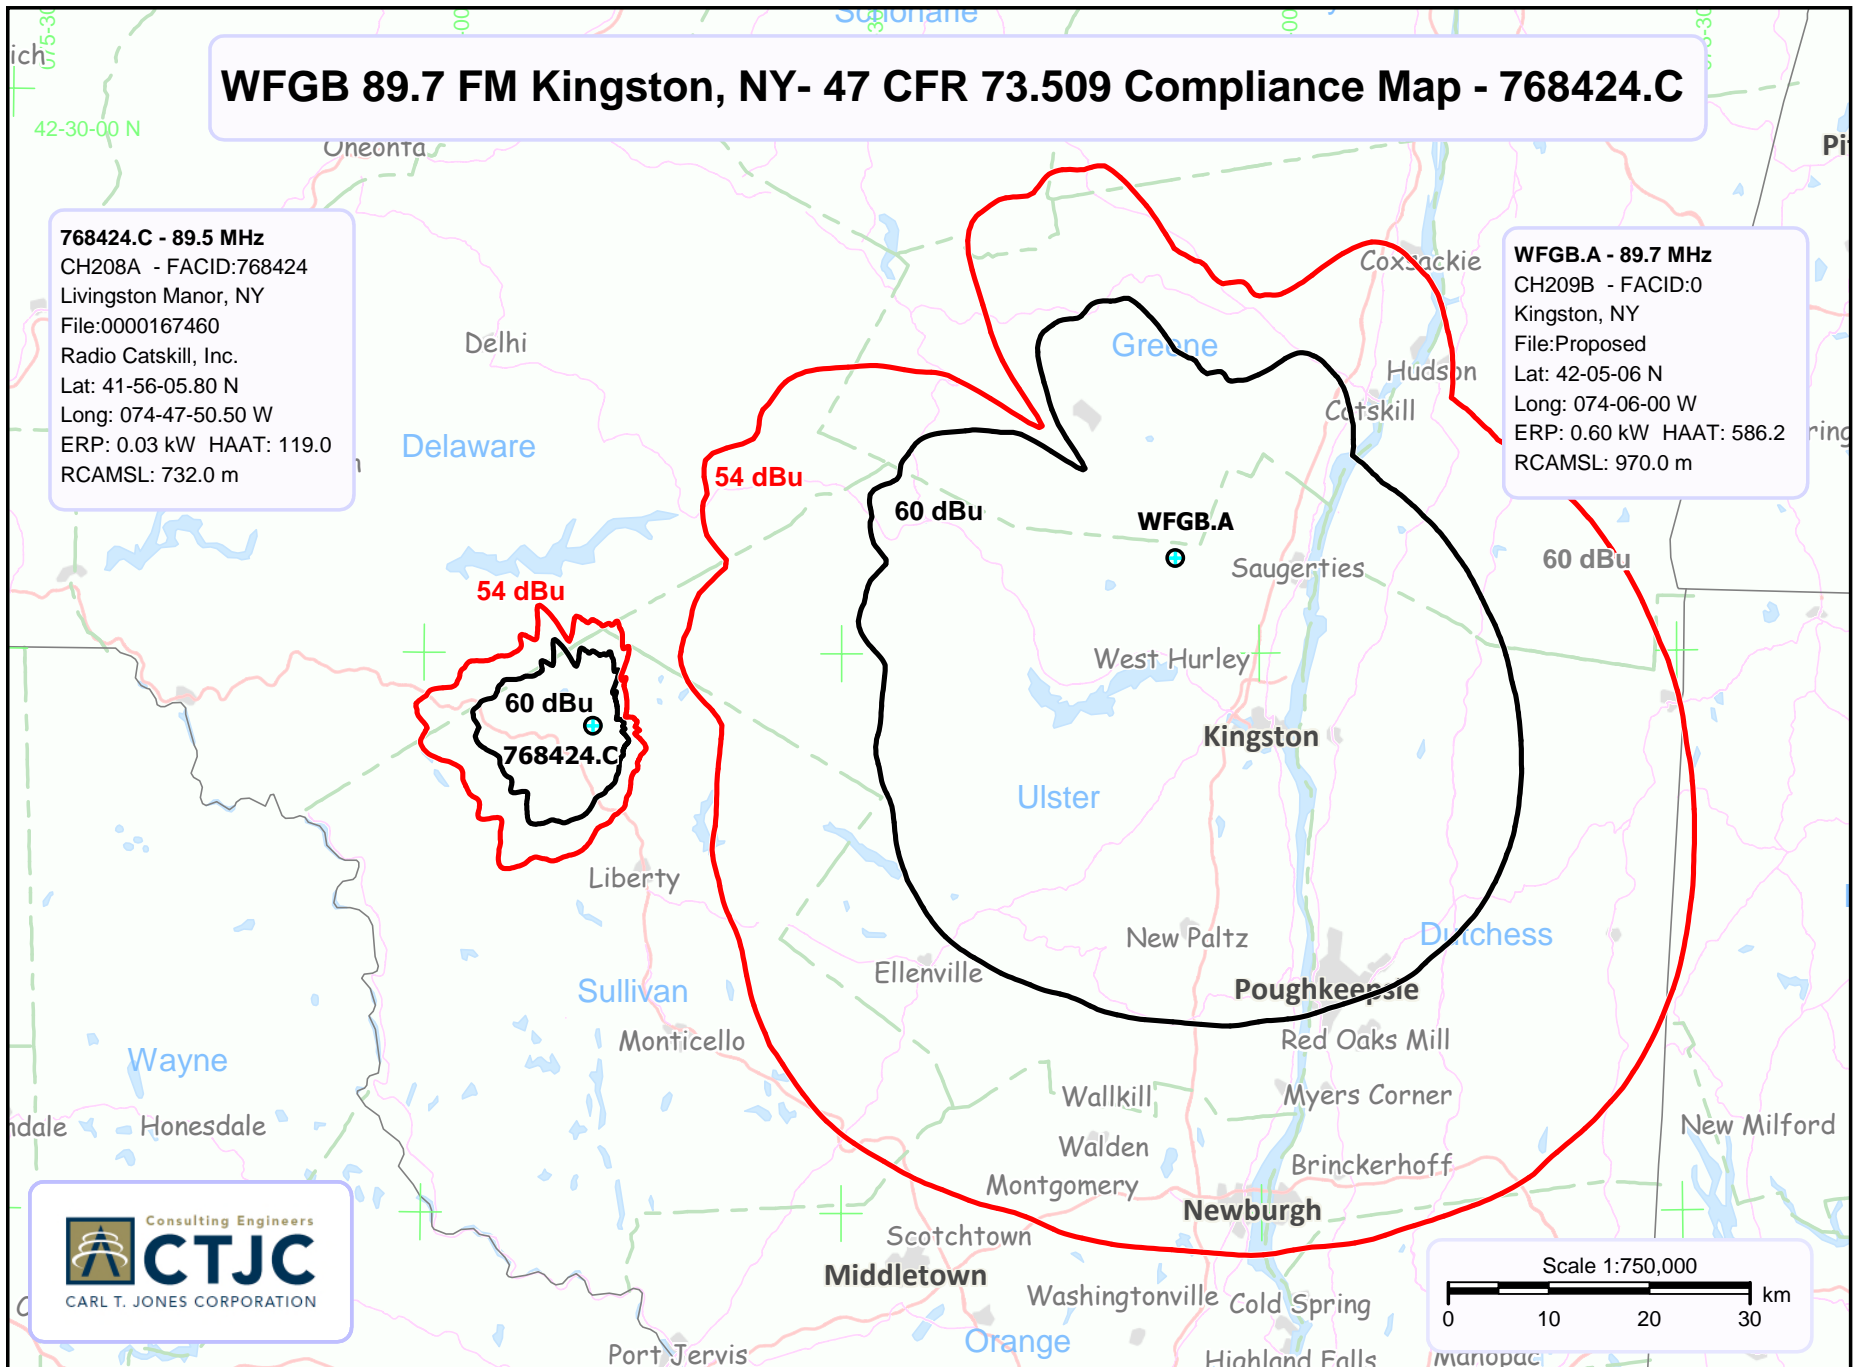 Schoharie
WFGB 89.7 FM Kingston, NY- 47 CFR 73.509 Compliance Map - 768424.C
42-30-00 N
Oneonta
768424.C - 89.5 MHz
CH208A - FACID:768424
Livingston Manor, NY
File:0000167460
Radio Catskill, Inc.
Lat: 41-56-05.80 N
Long: 074-47-50.50 W
ERP: 0.03 kW HAAT: 119.0
RCAMSL: 732.0 m
WFGB.A - 89.7 MHz
CH209B - FACID:0
Kingston, NY
File:Proposed
Lat: 42-05-06 N
Long: 074-06-00 W
ERP: 0.60 kW HAAT: 586.2
RCAMSL: 970.0 m
Coxsackie
Delhi
Greene
Hudson
Catskill
Delaware
54 dBu
60 dBu
WFGB.A
60 dBu
Saugerties
54 dBu
West Hurley
60 dBu
768424.C
Kingston
Ulster
Liberty
New Paltz
Dutchess
Ellenville
Sullivan
Poughkeepsie
Monticello
Red Oaks Mill
Wayne
Wallkill
Myers Corner
ndale
Honesdale
New Milford
Walden
Brinckerhoff
Montgomery
Newburgh
Scotchtown
Middletown
Washingtonville
Cold Spring
Orange
Port Jervis
Highland Falls
Mahopac
Consulting Engineers
CTJC
CARL T. JONES CORPORATION
Scale 1:750,000
km
0 10 20 30